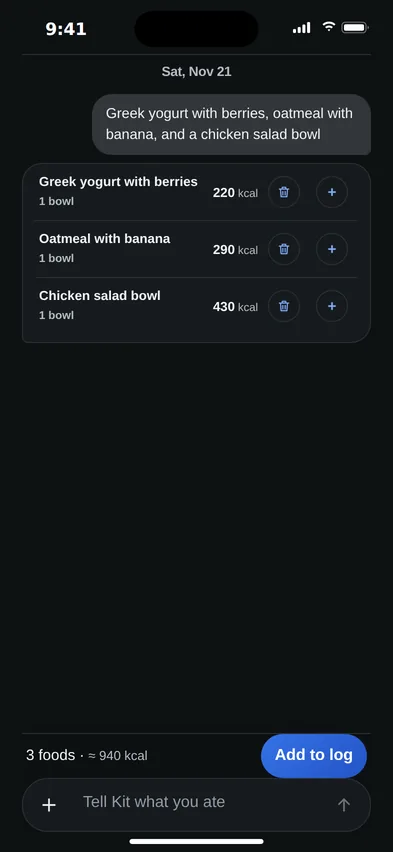 9:41
Sat, Nov 21
Greek yogurt with berries, oatmeal with
banana, and a chicken salad bowl
Greek yogurt with berries
1 bowl
220 kcal
+
Oatmeal with banana
1 bowl
290 kcal
+
Chicken salad bowl
1 bowl
430 kcal
+
3 foods · ≈ 940 kcal
Add to log
+
Tell Kit what you ate